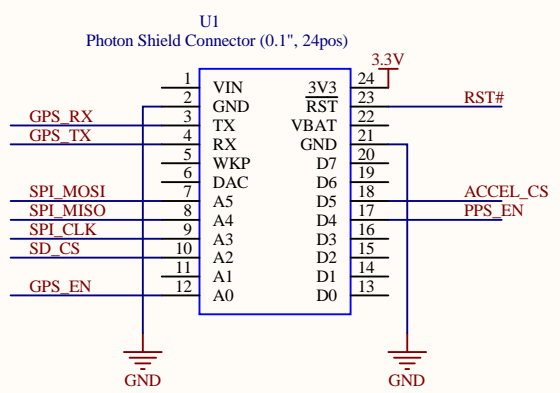 U1
Photon Shield Connector (0.1", 24pos)
3.3V
1 VIN 3V3 24
2 GND RST 23 RST#
GPS_RX 3 TX VBAT 22
GPS_TX 4 RX GND 21
5 WKP D7 20
6 DAC D6 19
SPI_MOSI 7 A5 D5 18 ACCEL_CS
SPI_MISO 8 A4 D4 17 PPS_EN
SPI_CLK 9 A3 D3 16
SD_CS 10 A2 D2 15
11 A1 D1 14
GPS_EN 12 A0 D0 13
GND GND